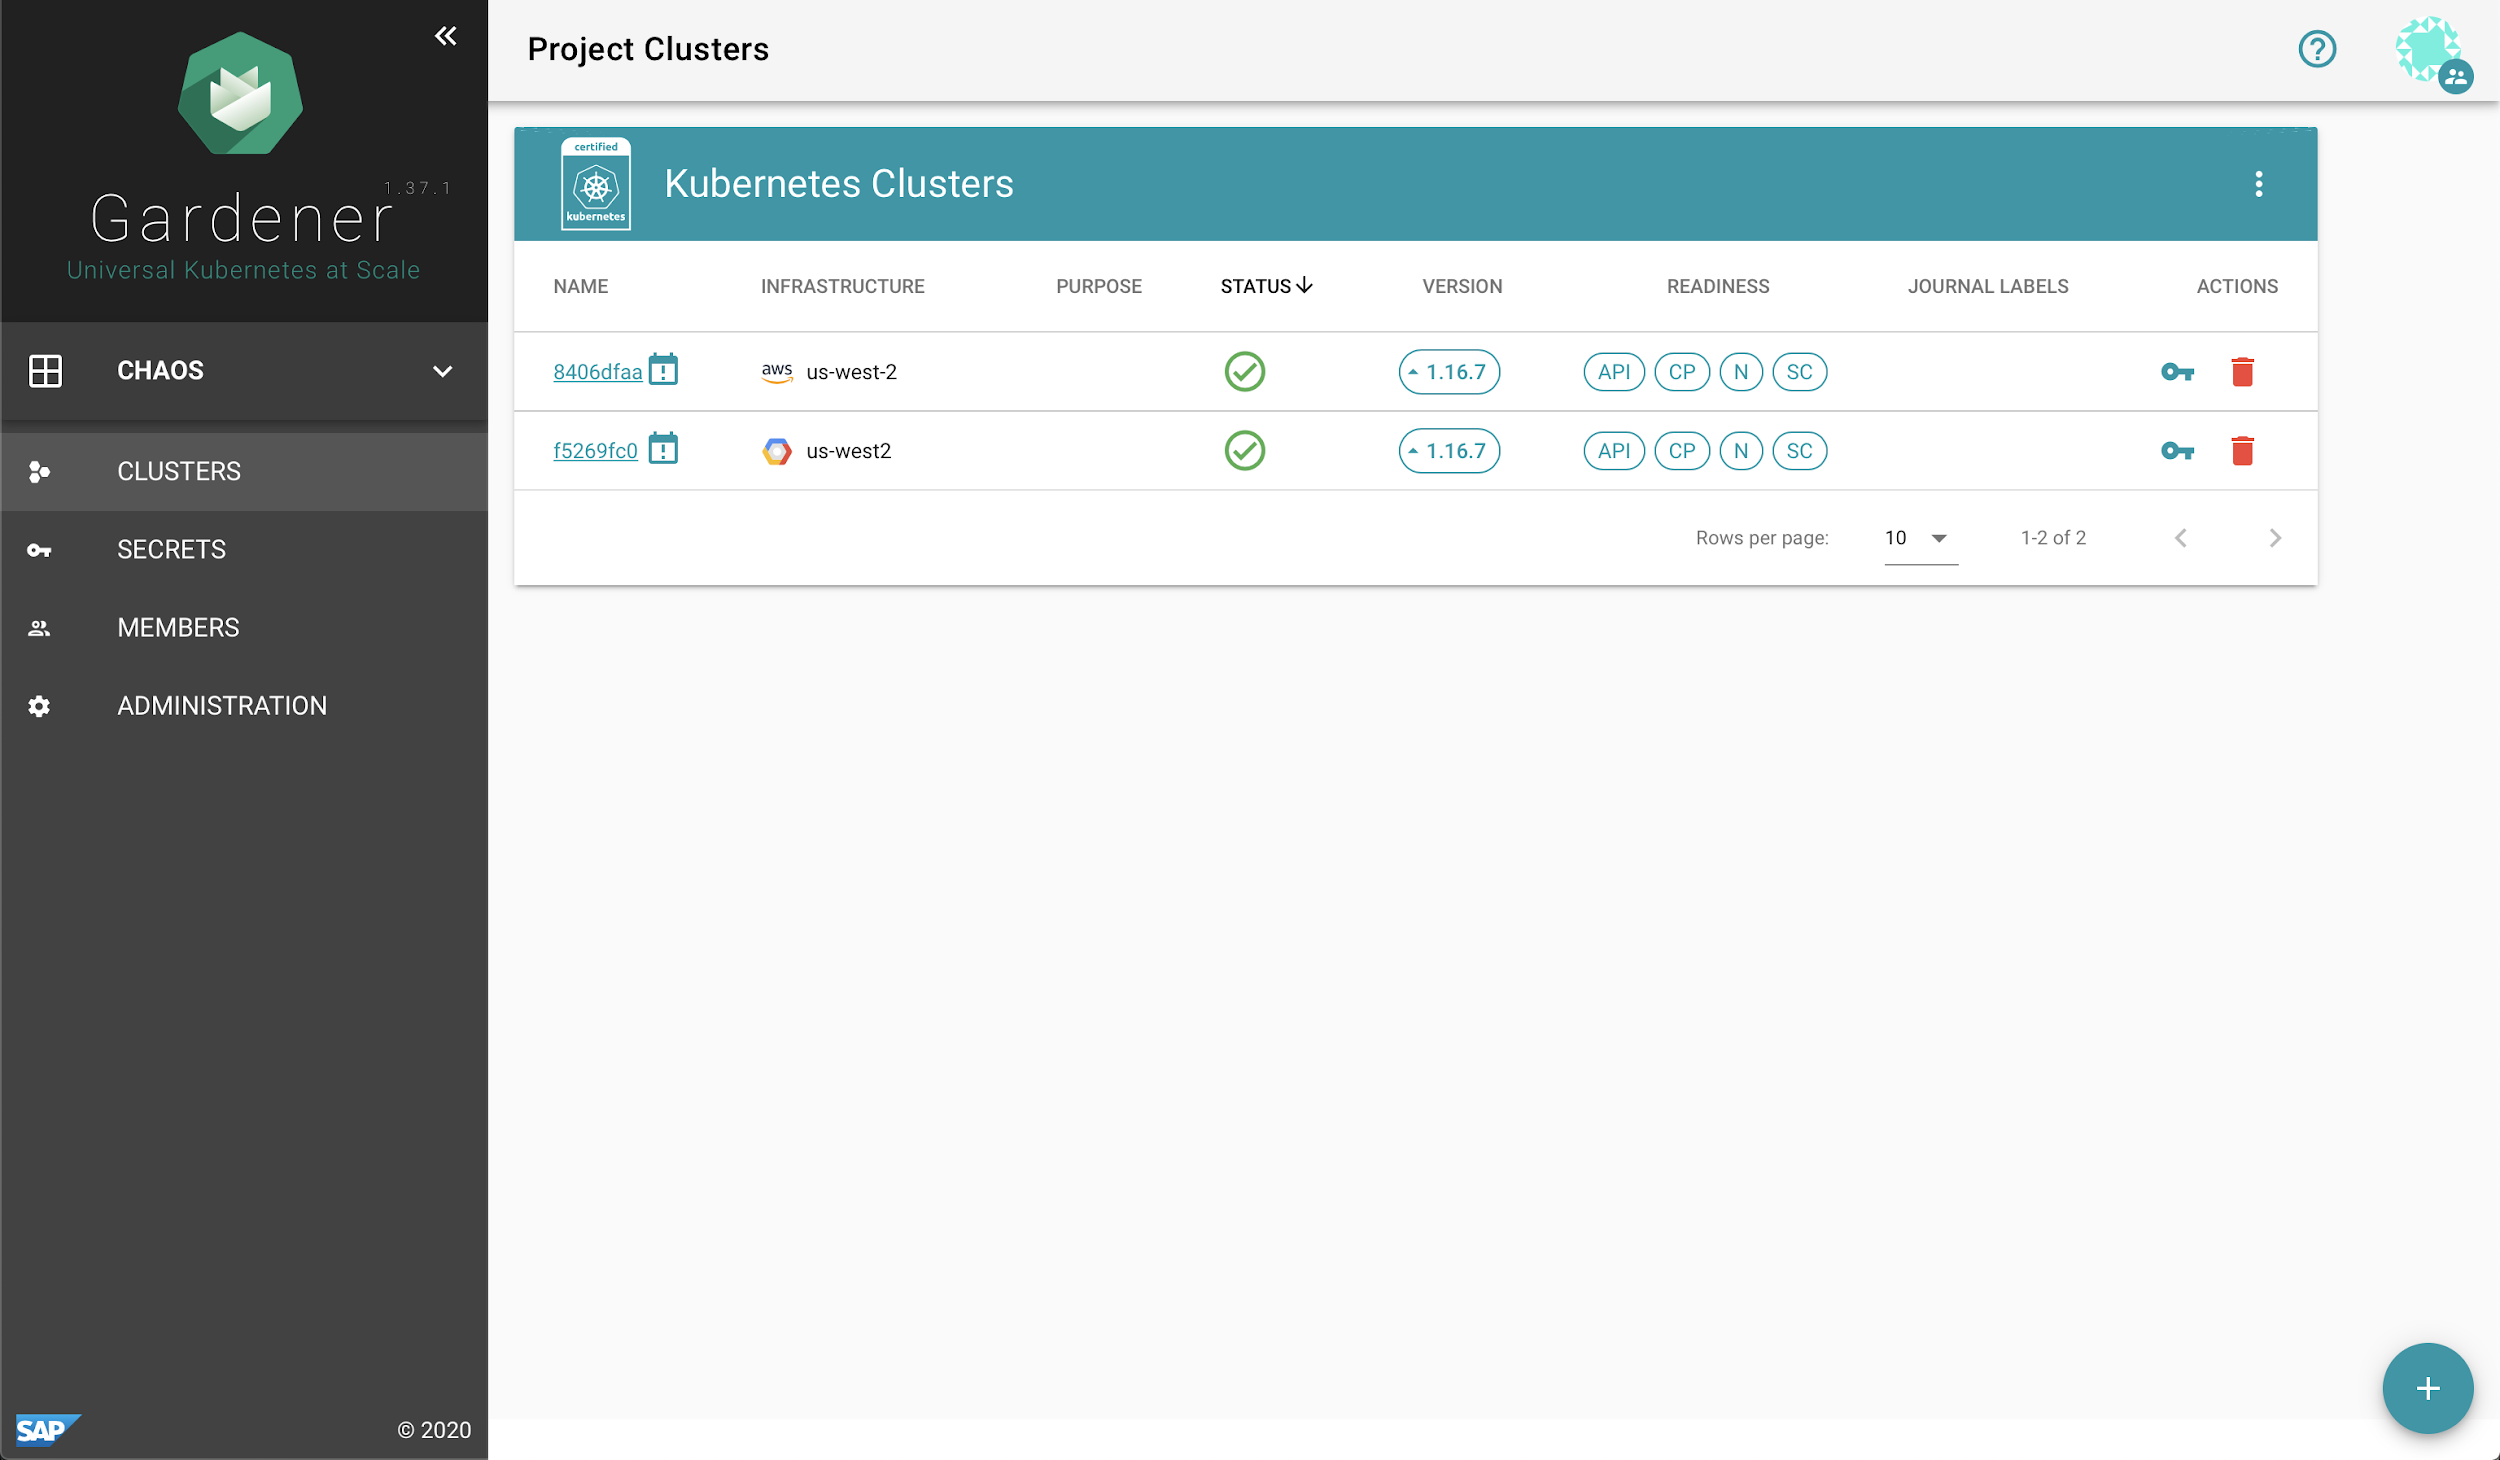 1.37.1
Gardener
Universal Kubernetes at Scale
CHAOS
CLUSTERS
SECRETS
MEMBERS
ADMINISTRATION
SAP
© 2020
Project Clusters
certified
kubernetes
Kubernetes Clusters
NAME INFRASTRUCTURE PURPOSE STATUS VERSION READINESS JOURNAL LABELS ACTIONS
8406dfaa aws us-west-2 1.16.7 API CP N SC
f5269fc0 us-west2 1.16.7 API CP N SC
Rows per page: 10 1-2 of 2